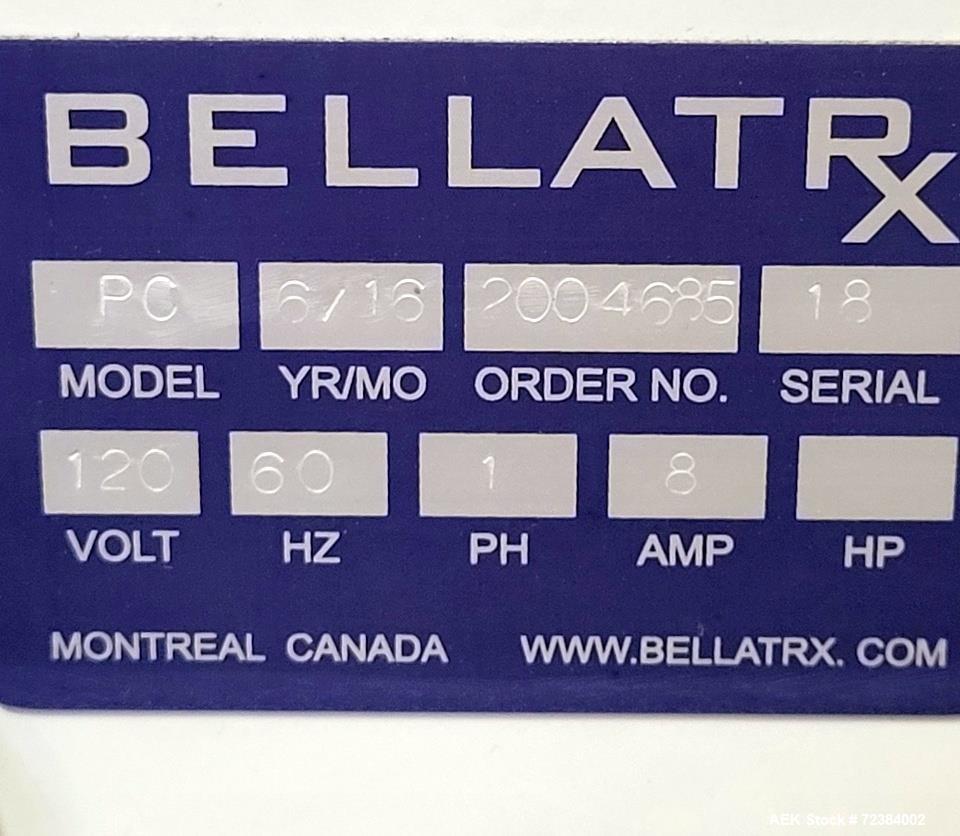 BELLATRX
PC 6/16 2004685 18
MODEL YR/MO ORDER NO. SERIAL
120 60 1 8
VOLT HZ PH AMP HP
MONTREAL CANADA WWW.BELLATRX. COM
AEK Stock # 72384002